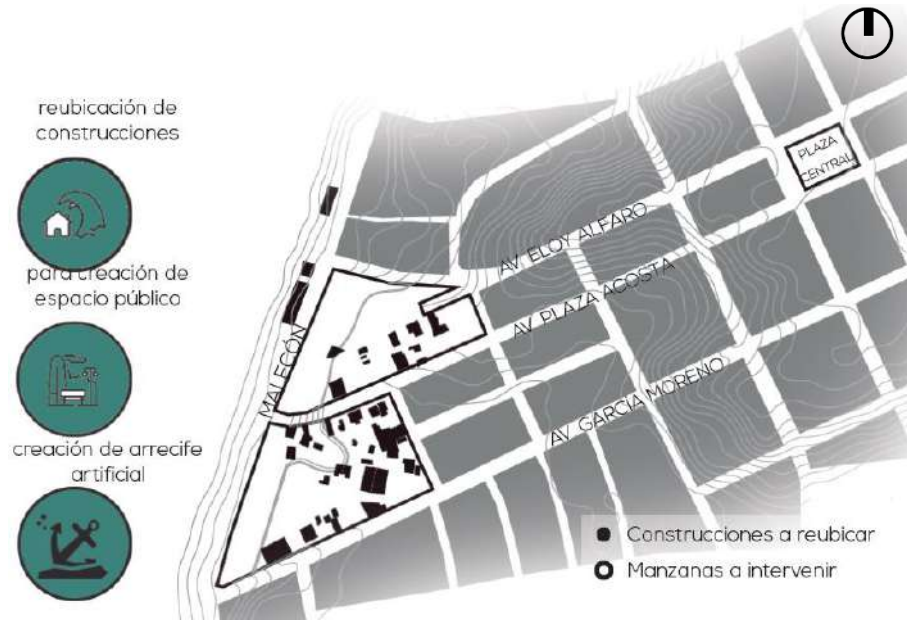 reubicación de
construcciones
para creación de
espacio público
creación de arrecife
artificial
PLAZA
CENTRAL
AV. ELOY ALFARO
AV. PLAZA ACOSTA
AV. GARCÍA MORENO
MALECÓN
Construcciones a reubicar
Manzanas a intervenir